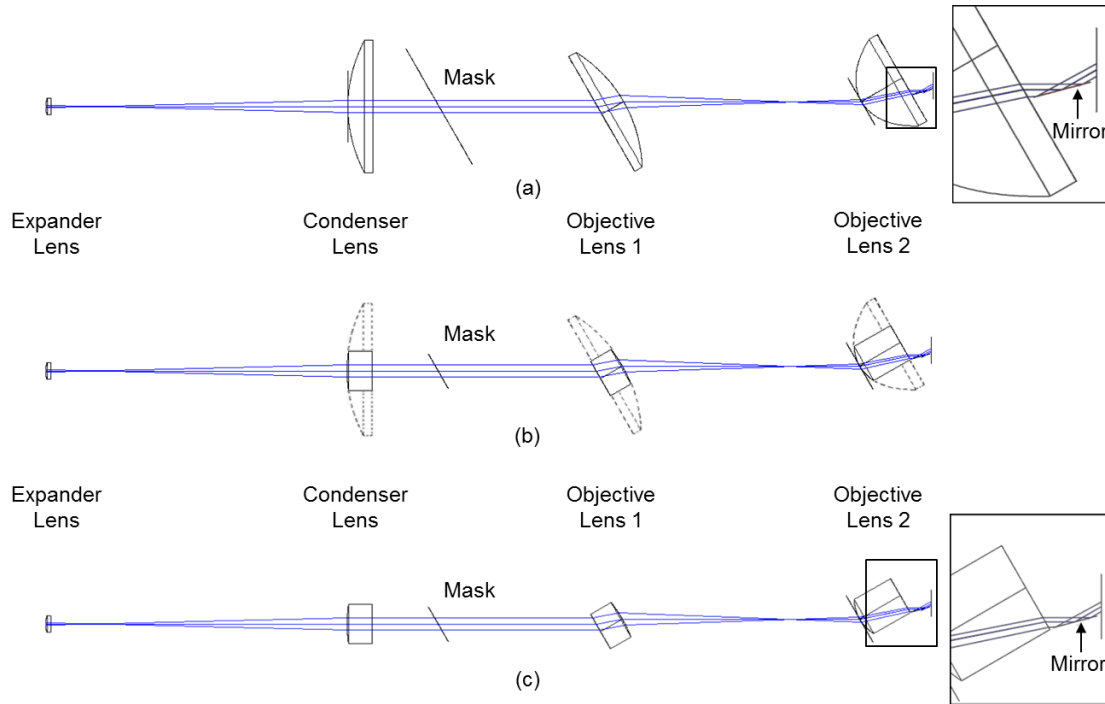 Mask
Mirror
(a)
Expander
Lens
Condenser
Lens
Objective
Lens 1
Objective
Lens 2
Mask
(b)
Expander
Lens
Condenser
Lens
Objective
Lens 1
Objective
Lens 2
Mask
Mirror
(c)